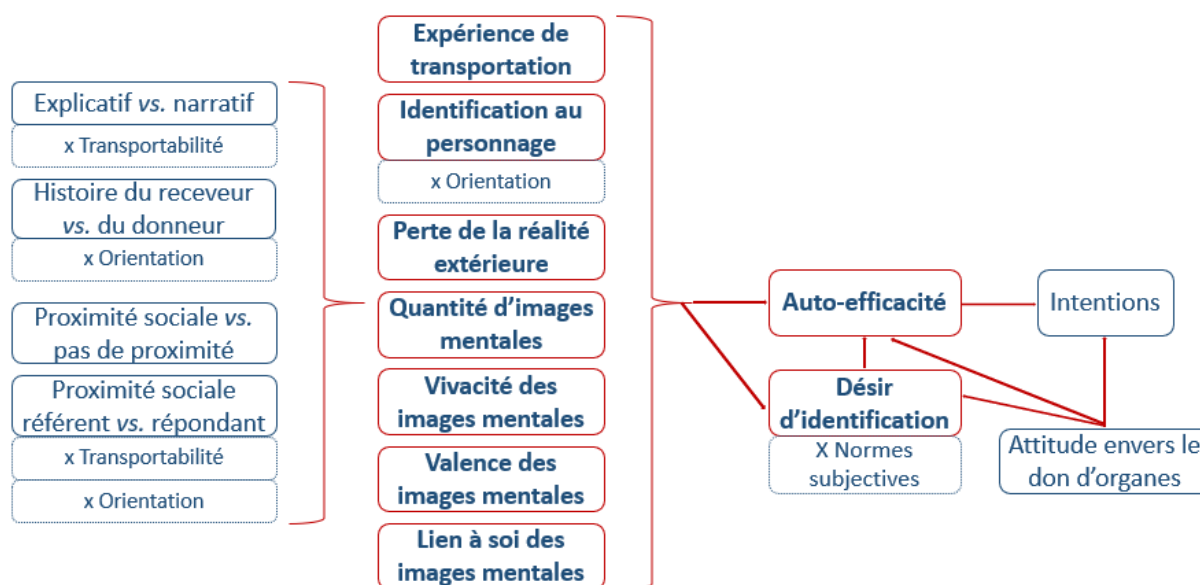 Explicatif vs. narratif
x Transportabilité
Histoire du receveur
vs. du donneur
x Orientation
Proximité sociale vs.
pas de proximité
Proximité sociale
référent vs. répondant
x Transportabilité
x Orientation
Expérience de
transportation
Identification au
personnage
x Orientation
Perte de la réalité
extérieure
Quantité d'images
mentales
Vivacité des
images mentales
Valence des
images mentales
Lien à soi des
images mentales
Auto-efficacité
Désir
d'identification
X Normes
subjectives
Intentions
Attitude envers le
don d'organes